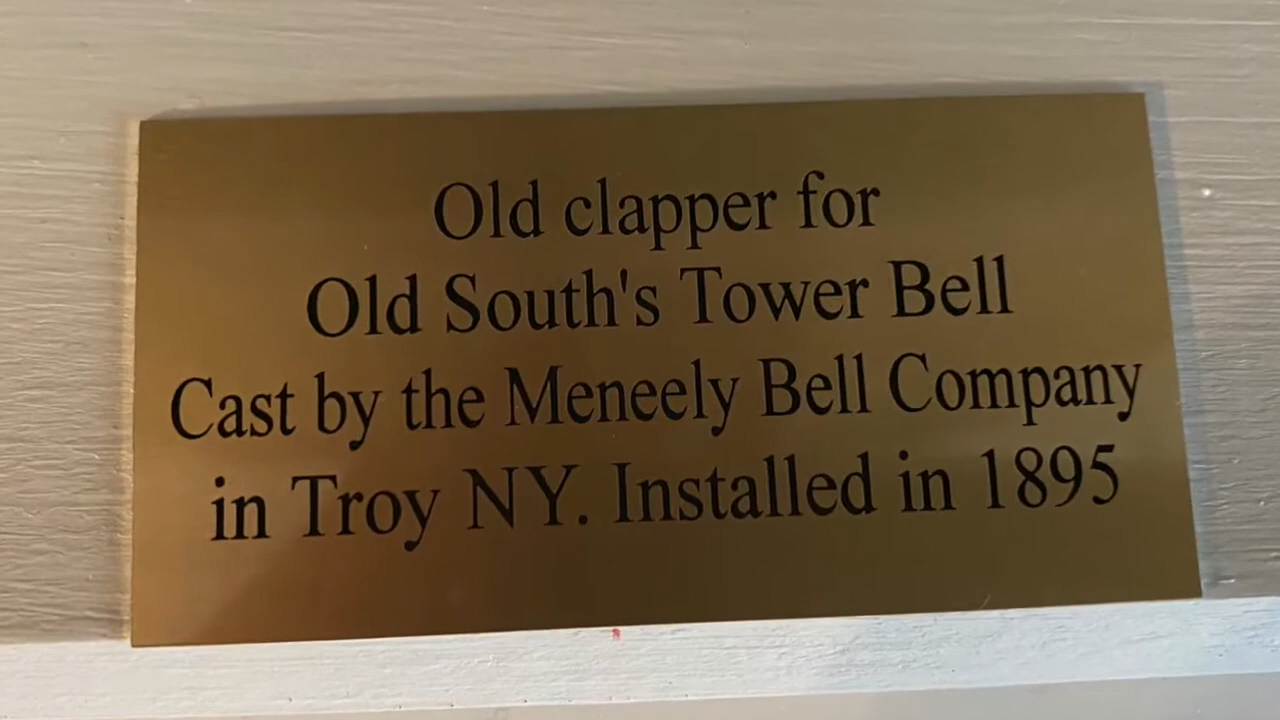 Old clapper for
Old South's Tower Bell
Cast by the Meneely Bell Company
in Troy NY. Installed in 1895